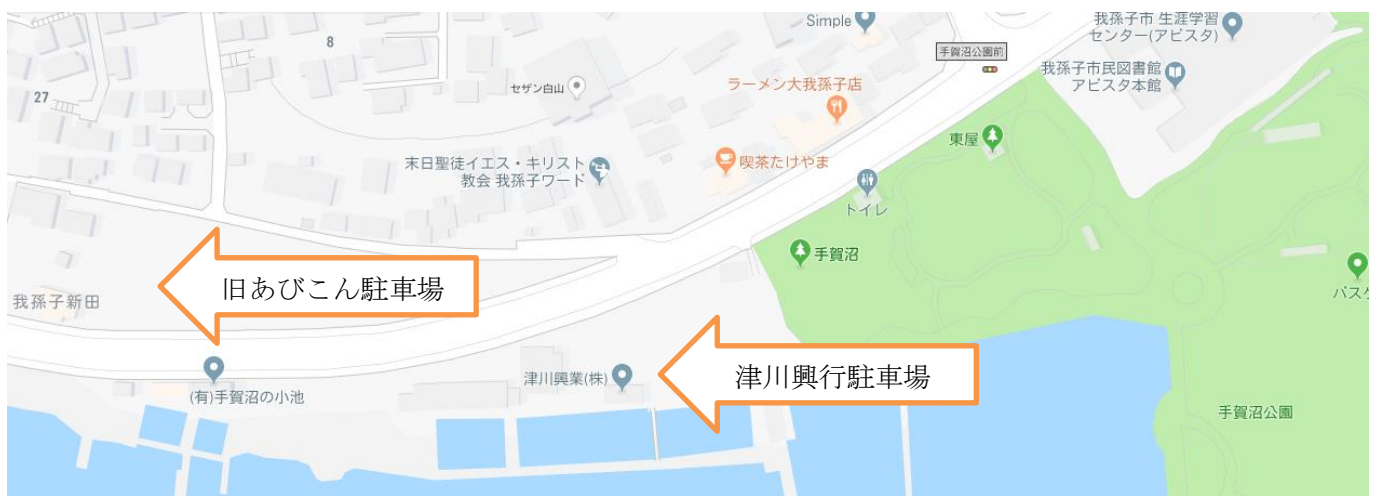 Simple
我孫子市 生涯学習
センター(アビスタ)
8
手賀沼公園前
我孫子市民図書館
アビスタ本館
セザン白山
ラーメン大我孫子店
27
東屋
末日聖徒イエス・キリスト
教会 我孫子ワード
喫茶たけやま
トイレ
手賀沼
旧あびこん駐車場
我孫子新田
バスケ
津川興業(株)
津川興行駐車場
(有)手賀沼の小池
手賀沼公園